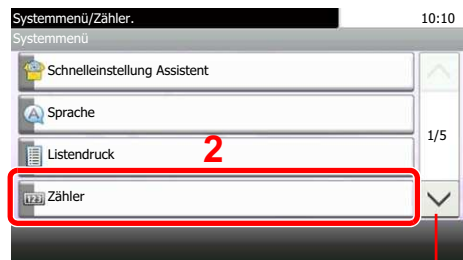 Systemmenü/Zähler. 10:10
Systemmenü
Schnelleinstellung Assistent
Sprache
1/5
Listendruck
2
Zähler